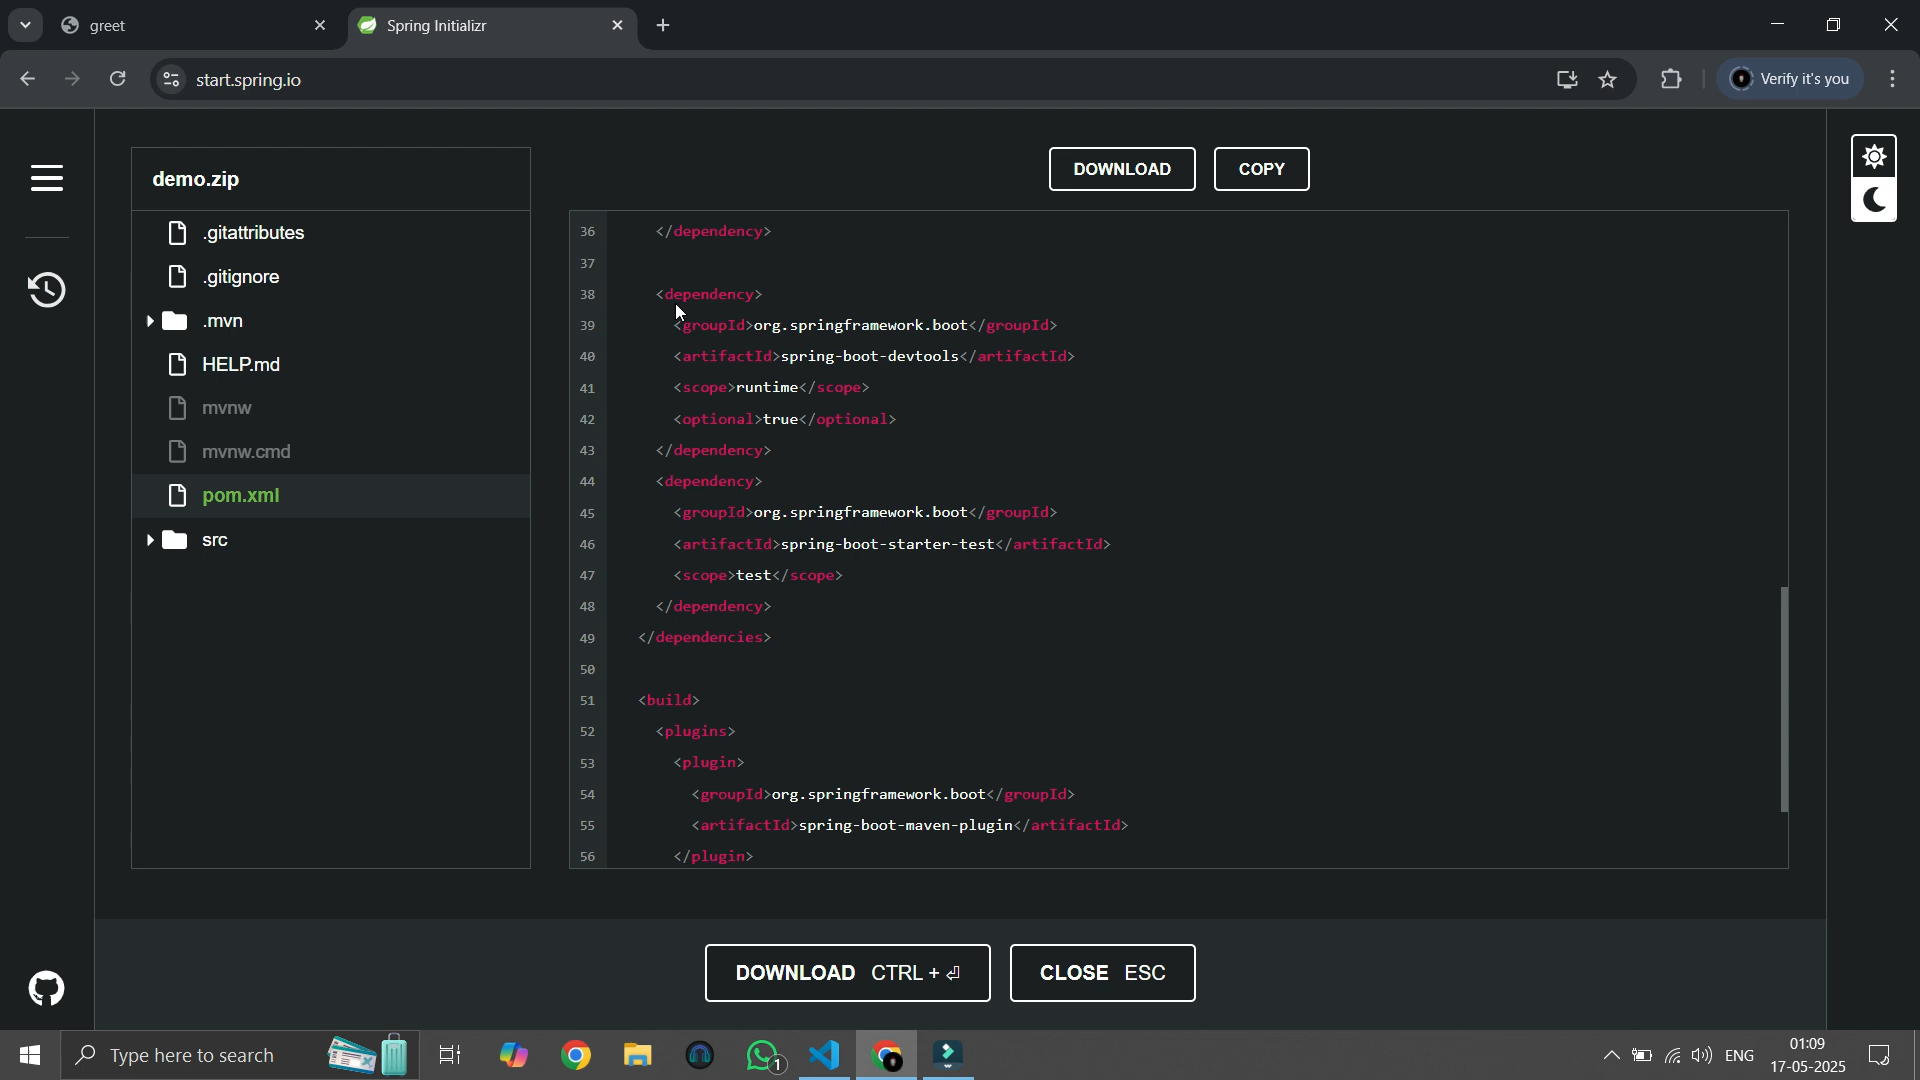 greet
Spring Initializr
start.spring.io
Verify it's you
demo.zip
DOWNLOAD
COPY
.gitattributes
.gitignore
.mvn
HELP.md
mvnw
mvnw.cmd
pom.xml
src
36 </dependency>
37
38 <dependency>
39 <groupId>org.springframework.boot</groupId>
40 <artifactId>spring-boot-devtools</artifactId>
41 <scope>runtime</scope>
42 <optional>true</optional>
43 </dependency>
44 <dependency>
45 <groupId>org.springframework.boot</groupId>
46 <artifactId>spring-boot-starter-test</artifactId>
47 <scope>test</scope>
48 </dependency>
49 </dependencies>
50
51 <build>
52 <plugins>
53 <plugin>
54 <groupId>org.springframework.boot</groupId>
55 <artifactId>spring-boot-maven-plugin</artifactId>
56 </plugin>
DOWNLOAD CTRL + ⏎
CLOSE ESC
Type here to search
1
ENG
01:09
17-05-2025